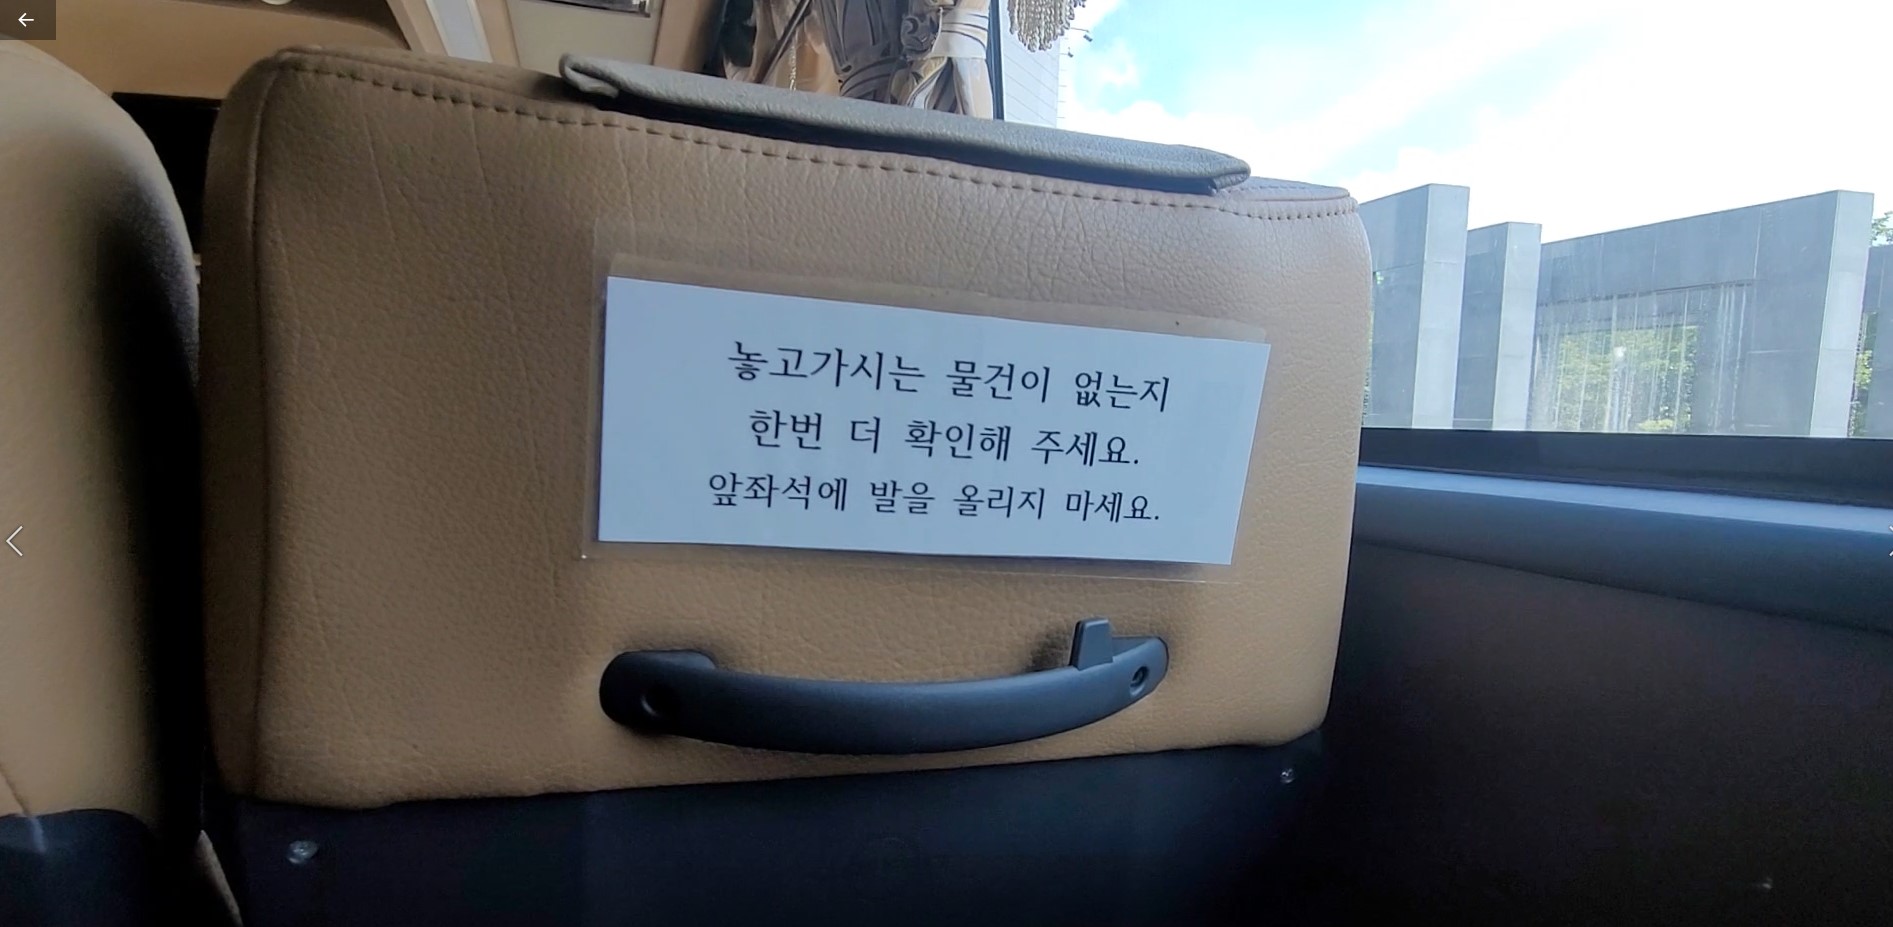 놓고가시는 물건이 없는지
한번 더 확인해 주세요.
앞좌석에 발을 올리지 마세요.